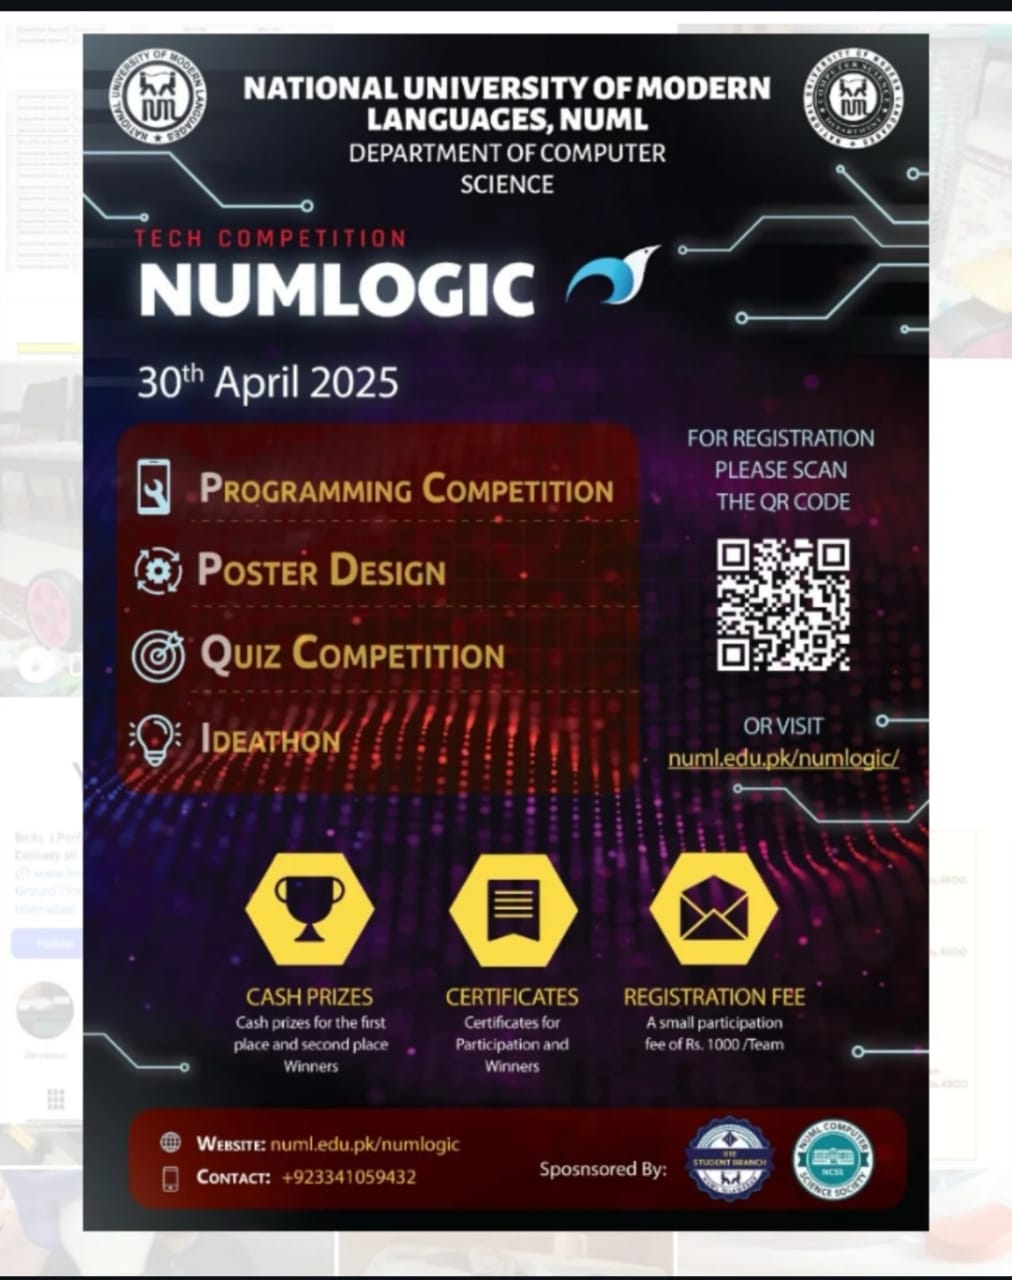 NATIONAL UNIVERSITY OF MODERN
LANGUAGES, NUML
DEPARTMENT OF COMPUTER
SCIENCE
TECH COMPETITION
NUMLOGIC
30th April 2025
PROGRAMMING COMPETITION
POSTER DESIGN
QUIZ COMPETITION
IDEATHON
FOR REGISTRATION
PLEASE SCAN
THE QR CODE
OR VISIT
numl.edu.pk/numlogic/
CASH PRIZES
Cash prizes for the first
place and second place
Winners
CERTIFICATES
Certificates for
Participation and
Winners
REGISTRATION FEE
A small participation
fee of Rs. 1000 /Team
WEBSITE: numl.edu.pk/numlogic
CONTACT: +923341059432
Sposnsored By:
STUDENT BRANCH
NUML COMPUTER
NCSS
SCIENCE SOCIETY